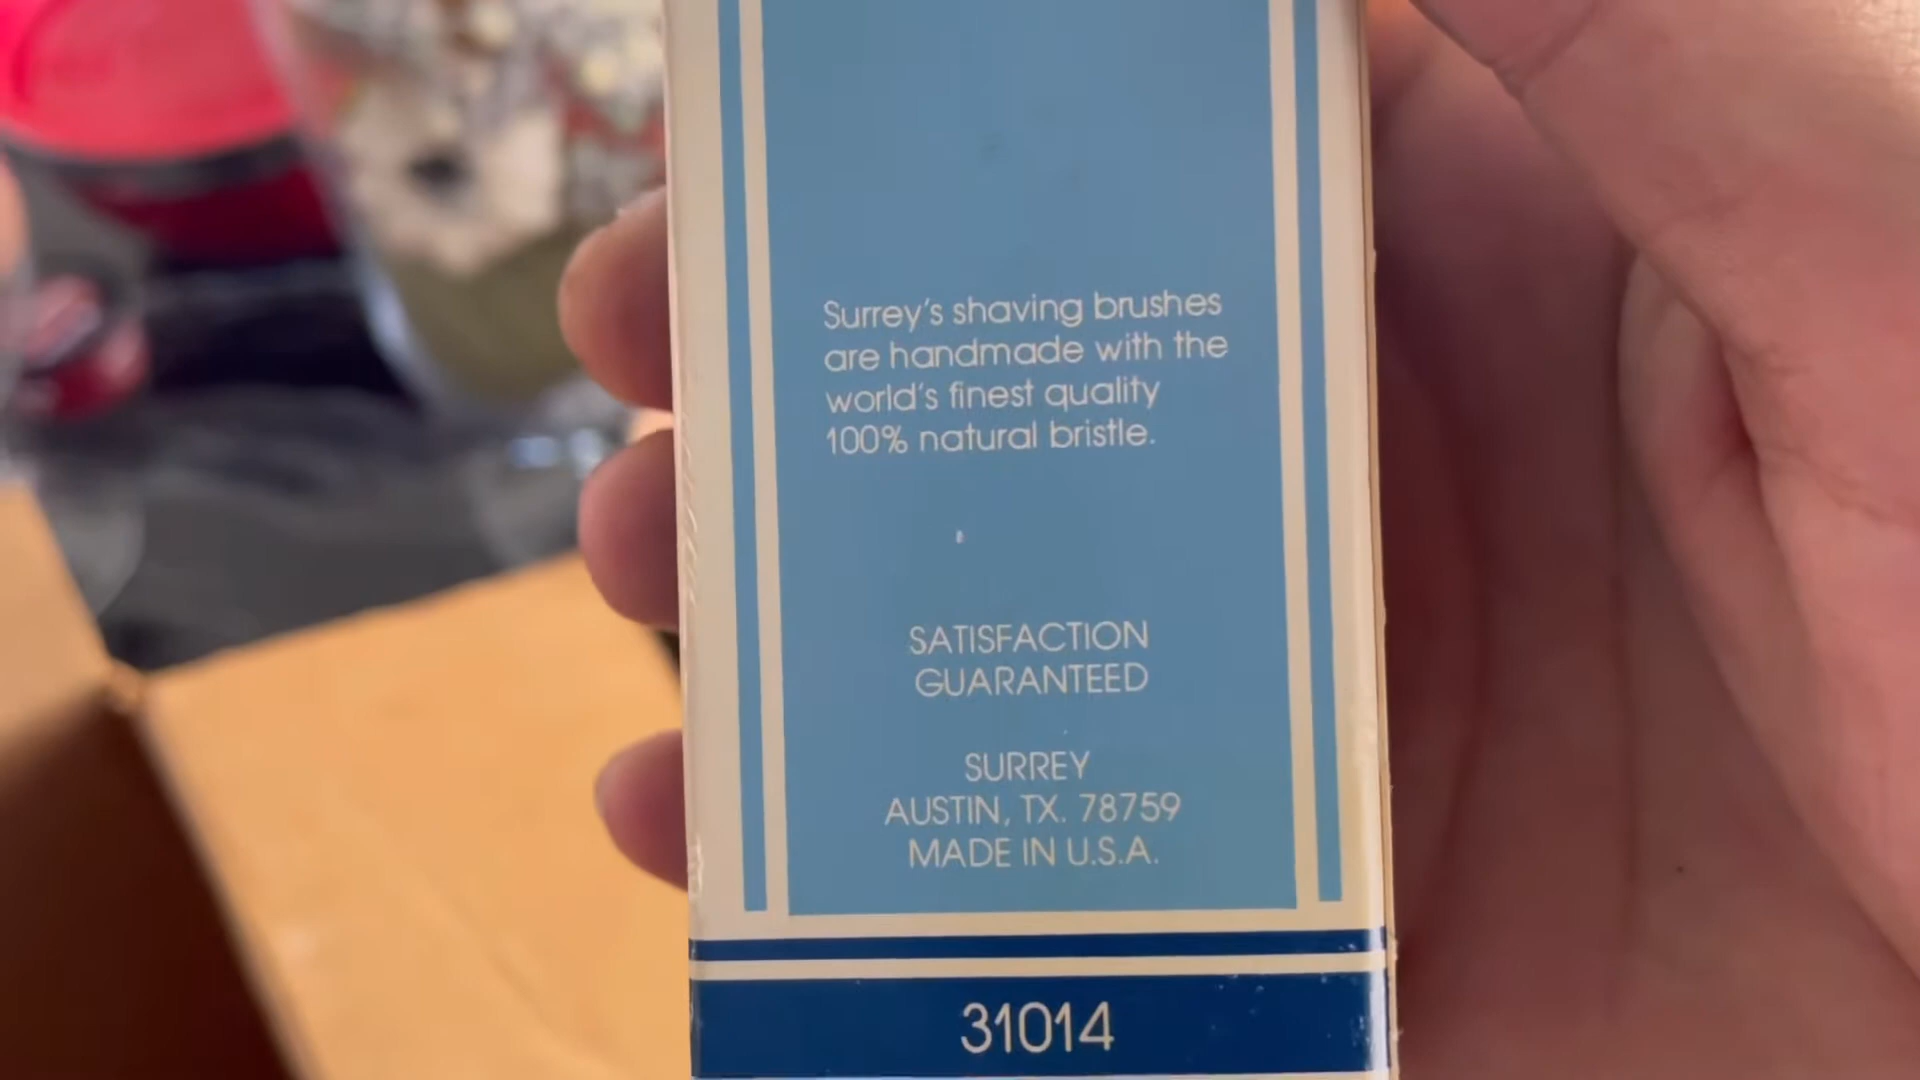 Surrey's shaving brushes
are handmade with the
world's finest quality
100% natural bristle.
SATISFACTION
GUARANTEED
SURREY
AUSTIN, TX. 78759
MADE IN U.S.A.
31014